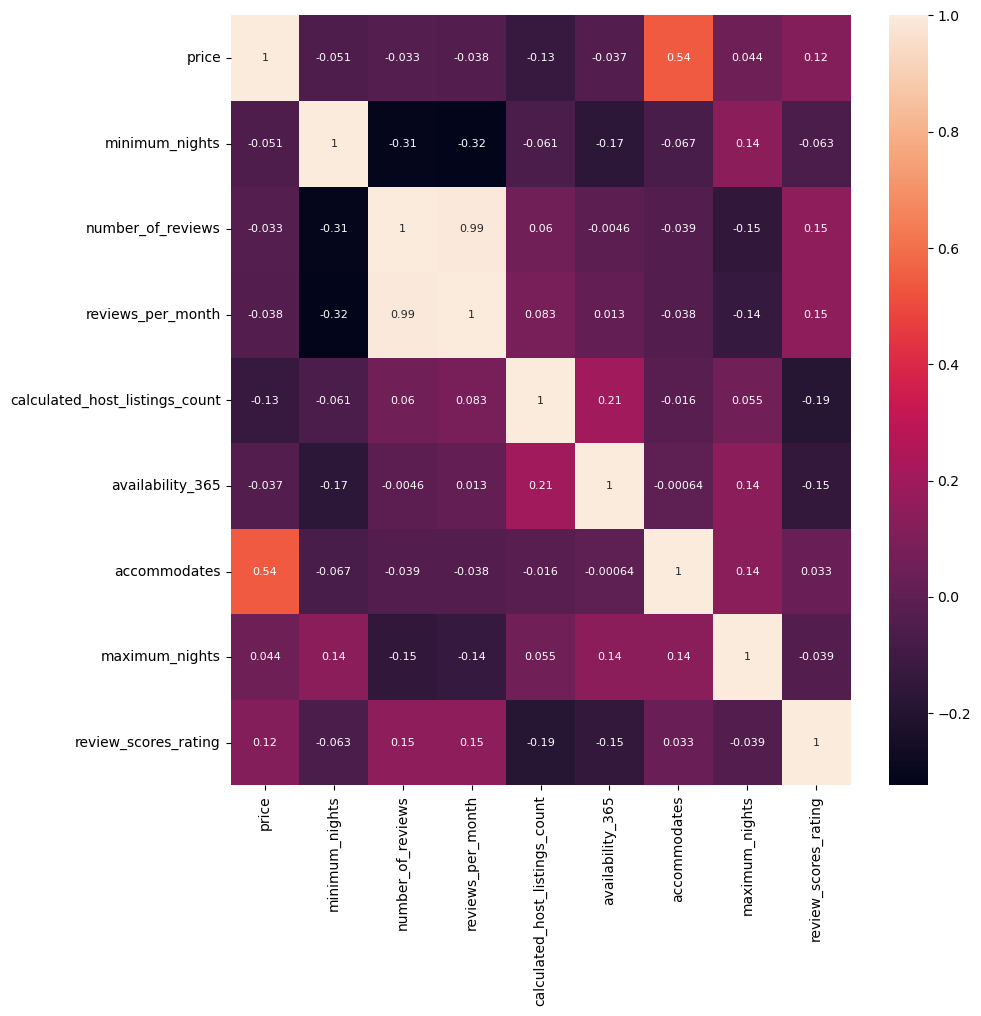 price 1 -0.051 -0.033 -0.038 -0.13 -0.037 0.54 0.044 0.12
minimum_nights -0.051 1 -0.31 -0.32 -0.061 -0.17 -0.067 0.14 -0.063
number_of_reviews -0.033 -0.31 1 0.99 0.06 -0.0046 -0.039 -0.15 0.15
reviews_per_month -0.038 -0.32 0.99 1 0.083 0.013 -0.038 -0.14 0.15
calculated_host_listings_count -0.13 -0.061 0.06 0.083 1 0.21 -0.016 0.055 -0.19
availability_365 -0.037 -0.17 -0.0046 0.013 0.21 1 -0.00064 0.14 -0.15
accommodates 0.54 -0.067 -0.039 -0.038 -0.016 -0.00064 1 0.14 0.033
maximum_nights 0.044 0.14 -0.15 -0.14 0.055 0.14 0.14 1 -0.039
review_scores_rating 0.12 -0.063 0.15 0.15 -0.19 -0.15 0.033 -0.039 1
price
minimum_nights
number_of_reviews
reviews_per_month
calculated_host_listings_count
availability_365
accommodates
maximum_nights
review_scores_rating
1.0
0.8
0.6
0.4
0.2
0.0
−0.2